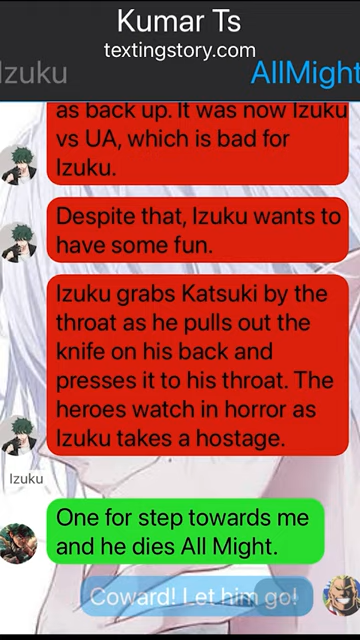 Kumar Ts
textingstory.com
Izuku AllMight
as back up. It was now Izuku
vs UA, which is bad for
Izuku.
Despite that, Izuku wants to
have some fun.
Izuku grabs Katsuki by the
throat as he pulls out the
knife on his back and
presses it to his throat. The
heroes watch in horror as
Izuku takes a hostage.
Izuku
One for step towards me
and he dies All Might.
Coward! Let him go!